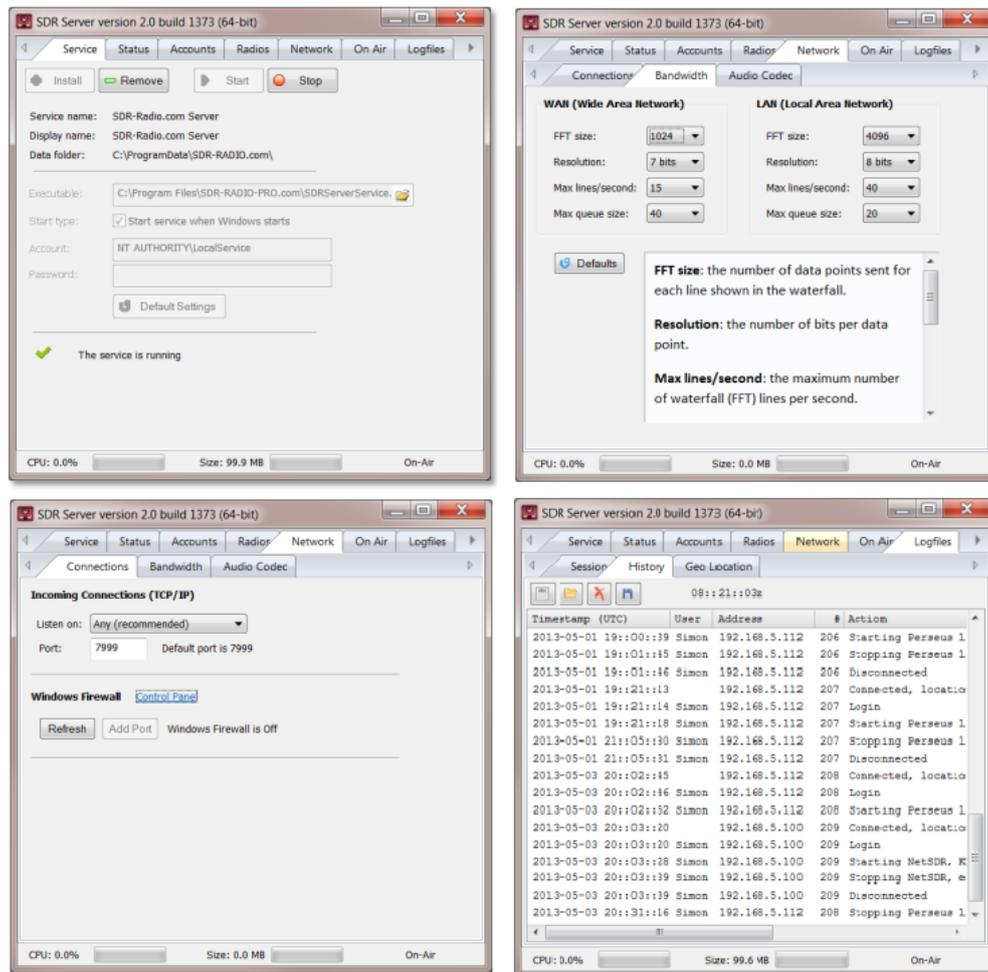 SDR Server version 2.0 build 1373 (64-bit)
Service Status Accounts Radios Network On Air Logfiles
Install Remove Start Stop
Service name: SDR-Radio.com Server
Display name: SDR-Radio.com Server
Data folder: C:\ProgramData\SDR-RADIO.com\
Executable: C:\Program Files\SDR-RADIO-PRO.com\SDRServerService.
Start type: Start service when Windows starts
Account: NT AUTHORITY\LocalService
Password:
Default Settings
The service is running
CPU: 0.0% Size: 99.9 MB On-Air
SDR Server version 2.0 build 1373 (64-bit)
Service Status Accounts Radios Network On Air Logfiles
Connections Bandwidth Audio Codec
WAN (Wide Area Network) LAN (Local Area Network)
FFT size: 1024 FFT size: 4096
Resolution: 7 bits Resolution: 8 bits
Max lines/second: 15 Max lines/second: 40
Max queue size: 40 Max queue size: 20
Defaults
FFT size: the number of data points sent for
each line shown in the waterfall.
Resolution: the number of bits per data
point.
Max lines/second: the maximum number
of waterfall (FFT) lines per second.
CPU: 0.0% Size: 0.0 MB On-Air
SDR Server version 2.0 build 1373 (64-bit)
Service Status Accounts Radios Network On Air Logfiles
Connections Bandwidth Audio Codec
Incoming Connections (TCP/IP)
Listen on: Any (recommended)
Port: 7999 Default port is 7999
Windows Firewall Control Panel
Refresh Add Port Windows Firewall is Off
CPU: 0.0% Size: 0.0 MB On-Air
SDR Server version 2.0 build 1373 (64-bit)
Service Status Accounts Radios Network On Air Logfiles
Session History Geo Location
08::21::03z
Timestamp (UTC) User Address # Action
2013-05-01 19::00::39 Simon 192.168.5.112 206 Starting Perseus
2013-05-01 19::01::45 Simon 192.168.5.112 206 Stopping Perseus
2013-05-01 19::01::46 Simon 192.168.5.112 206 Disconnected
2013-05-01 19::21::13 192.168.5.112 207 Connected, locatio
2013-05-01 19::21::14 Simon 192.168.5.112 207 Login
2013-05-01 19::21::18 Simon 192.168.5.112 207 Starting Perseus
2013-05-01 21::05::30 Simon 192.168.5.112 207 Stopping Perseus
2013-05-01 21::05::31 Simon 192.168.5.112 207 Disconnected
2013-05-03 20::02::45 192.168.5.112 208 Connected, locatio
2013-05-03 20::02::46 Simon 192.168.5.112 208 Login
2013-05-03 20::02::52 Simon 192.168.5.112 208 Starting Perseus
2013-05-03 20::03::20 192.168.5.100 209 Connected, locatio
2013-05-03 20::03::20 Simon 192.168.5.100 209 Login
2013-05-03 20::03::28 Simon 192.168.5.100 209 Starting NetSDR,
2013-05-03 20::03::39 Simon 192.168.5.100 209 Stopping NetSDR,
2013-05-03 20::03::39 Simon 192.168.5.100 209 Disconnected
2013-05-03 20::31::16 Simon 192.168.5.112 208 Stopping Perseus
CPU: 0.0% Size: 99.6 MB On-Air